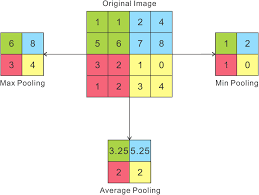 Original Image
1 1 2 4
5 6 7 8
3 2 1 0
1 2 3 4
6 8
3 4
Max Pooling
1 2
1 0
Min Pooling
3.25 5.25
2 2
Average Pooling